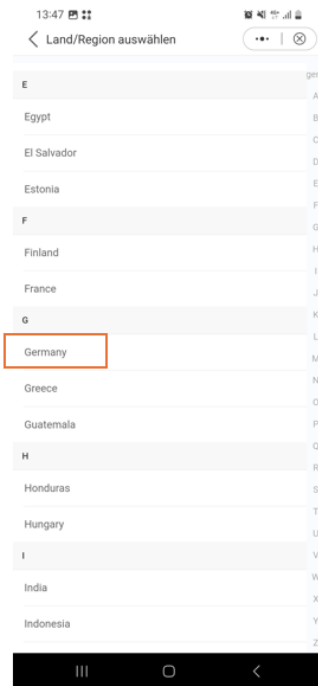 13:47
Land/Region auswählen
E
Egypt
El Salvador
Estonia
F
Finland
France
G
Germany
Greece
Guatemala
H
Honduras
Hungary
I
India
Indonesia
A
B
C
D
E
F
G
H
I
J
K
L
M
N
O
P
Q
R
S
T
U
V
W
X
Y
Z